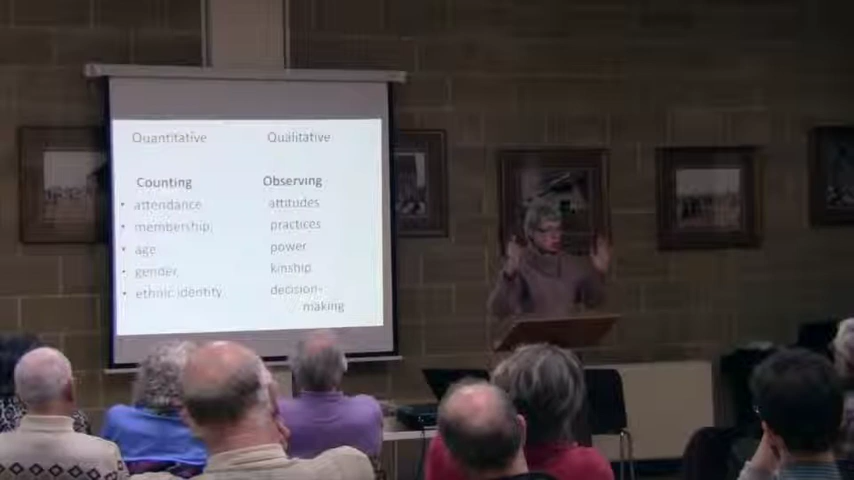 Quantitative Qualitative
Counting Observing
• attendance attitudes
• membership practices
• age power
• gender kinship
• ethnic identity decision-
making